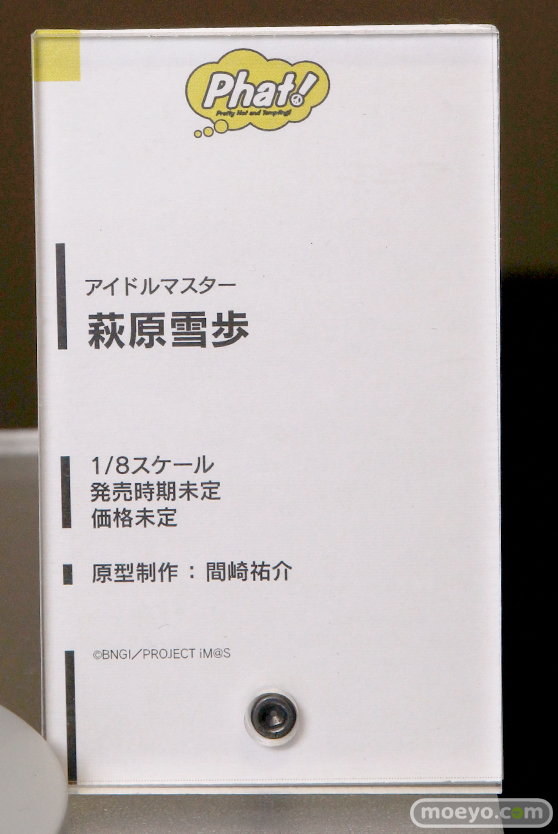 Phat!
Pretty Hot and Tempting!!
アイドルマスター
萩原雪歩
1/8スケール
発売時期未定
価格未定
原型制作：間崎祐介
©BNGI／PROJECT iM@S
moeyo.com